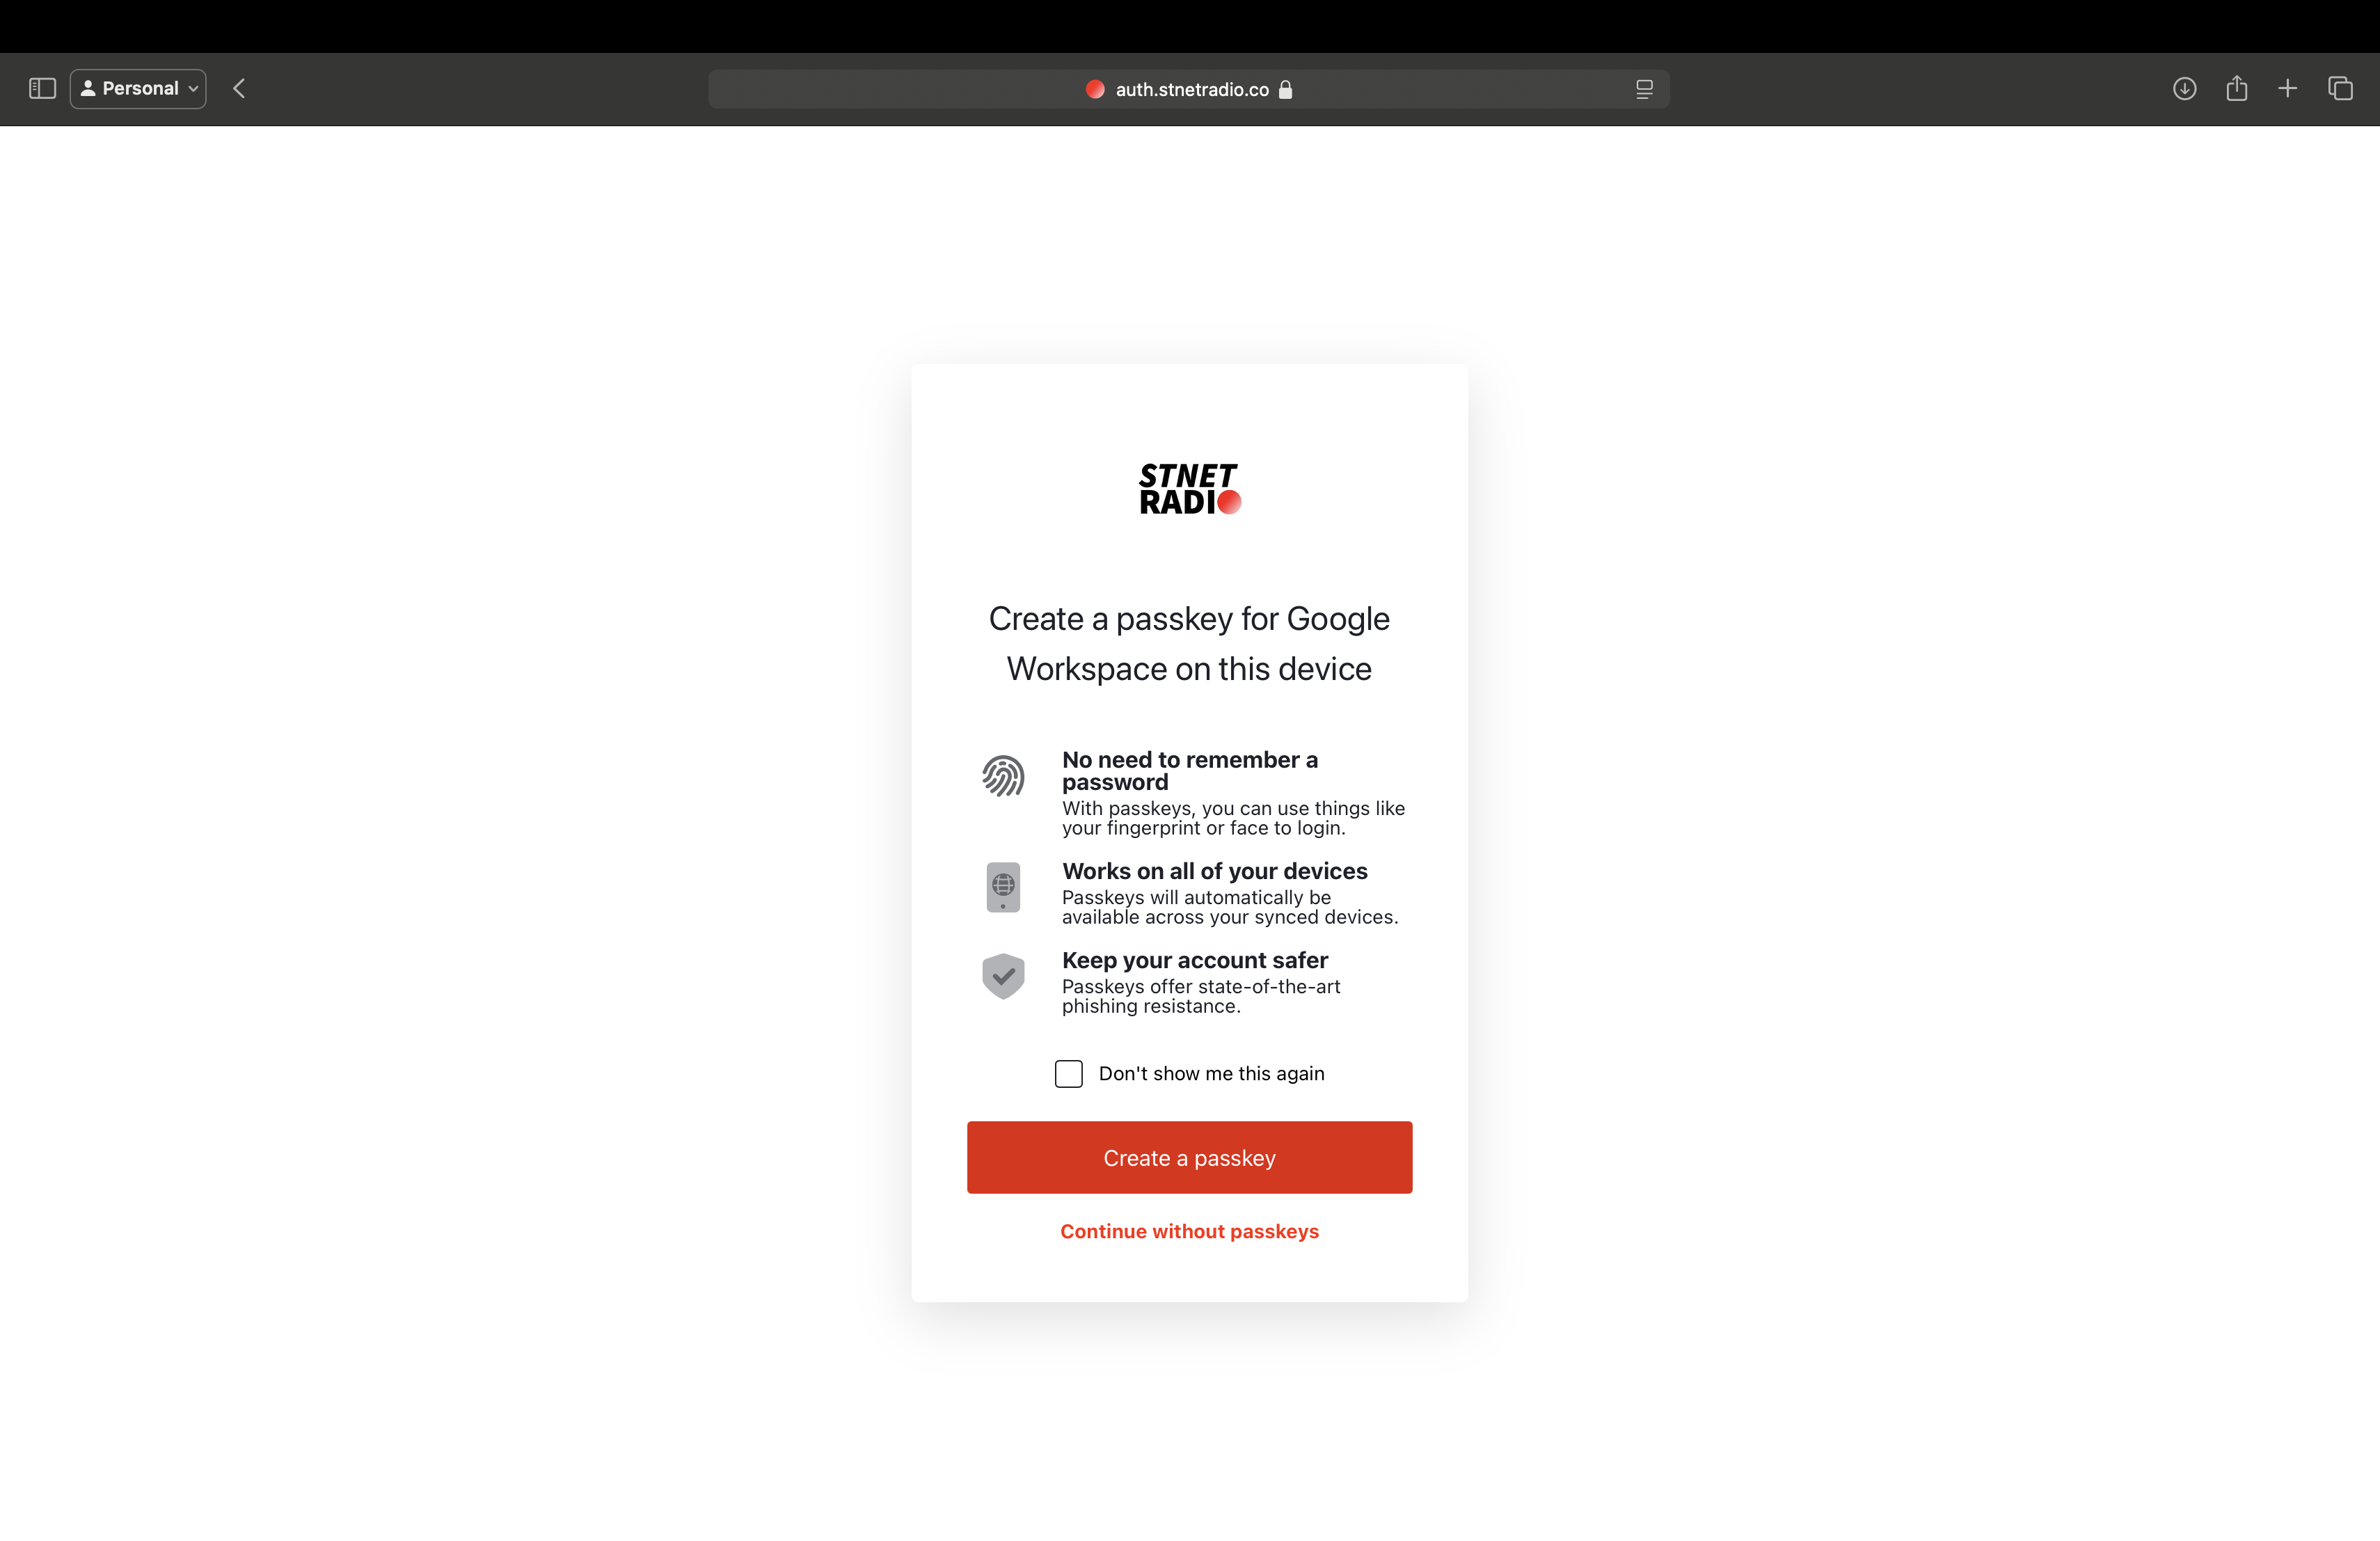 Personal
auth.stnetradio.co
STNET
RADIO
Create a passkey for Google
Workspace on this device
No need to remember a
password
With passkeys, you can use things like
your fingerprint or face to login.
Works on all of your devices
Passkeys will automatically be
available across your synced devices.
Keep your account safer
Passkeys offer state-of-the-art
phishing resistance.
Don't show me this again
Create a passkey
Continue without passkeys